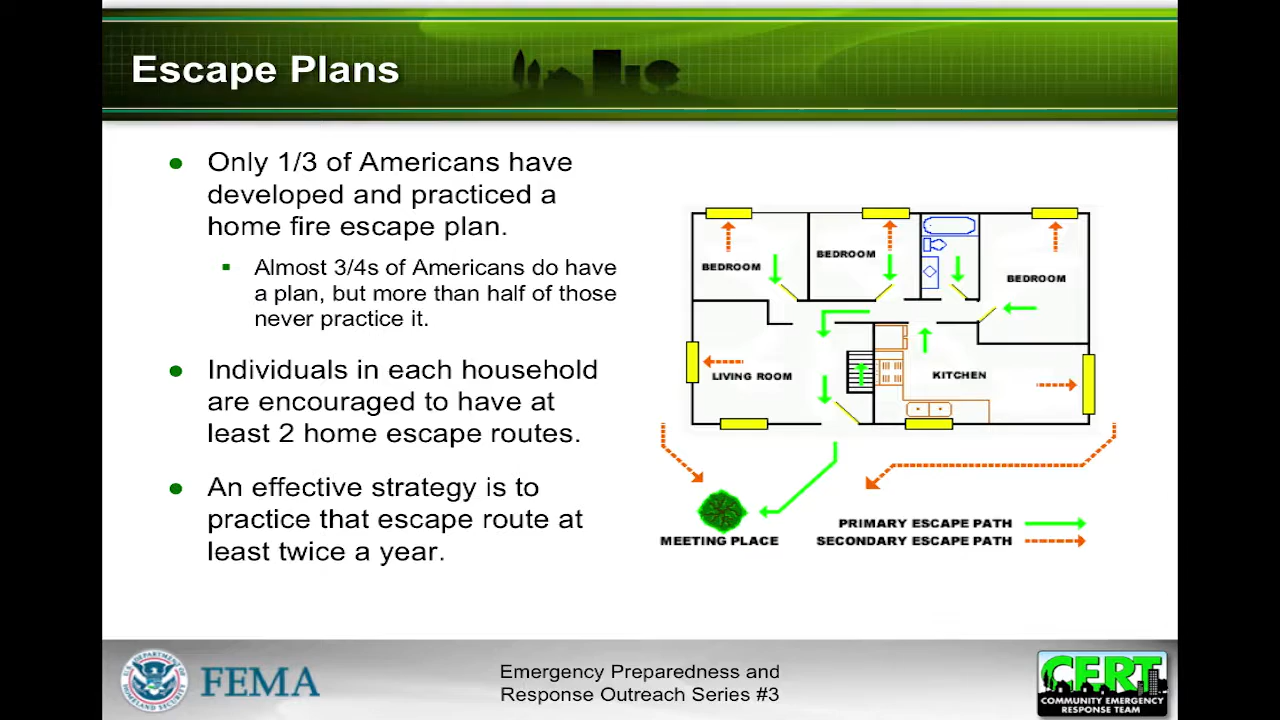 Escape Plans
Only 1/3 of Americans have
developed and practiced a
home fire escape plan.
Almost 3/4s of Americans do have
a plan, but more than half of those
never practice it.
Individuals in each household
are encouraged to have at
least 2 home escape routes.
An effective strategy is to
practice that escape route at
least twice a year.
BEDROOM
BEDROOM
BEDROOM
LIVING ROOM
KITCHEN
MEETING PLACE
PRIMARY ESCAPE PATH
SECONDARY ESCAPE PATH
FEMA
Emergency Preparedness and
Response Outreach Series #3
CERT
COMMUNITY EMERGENCY
RESPONSE TEAM